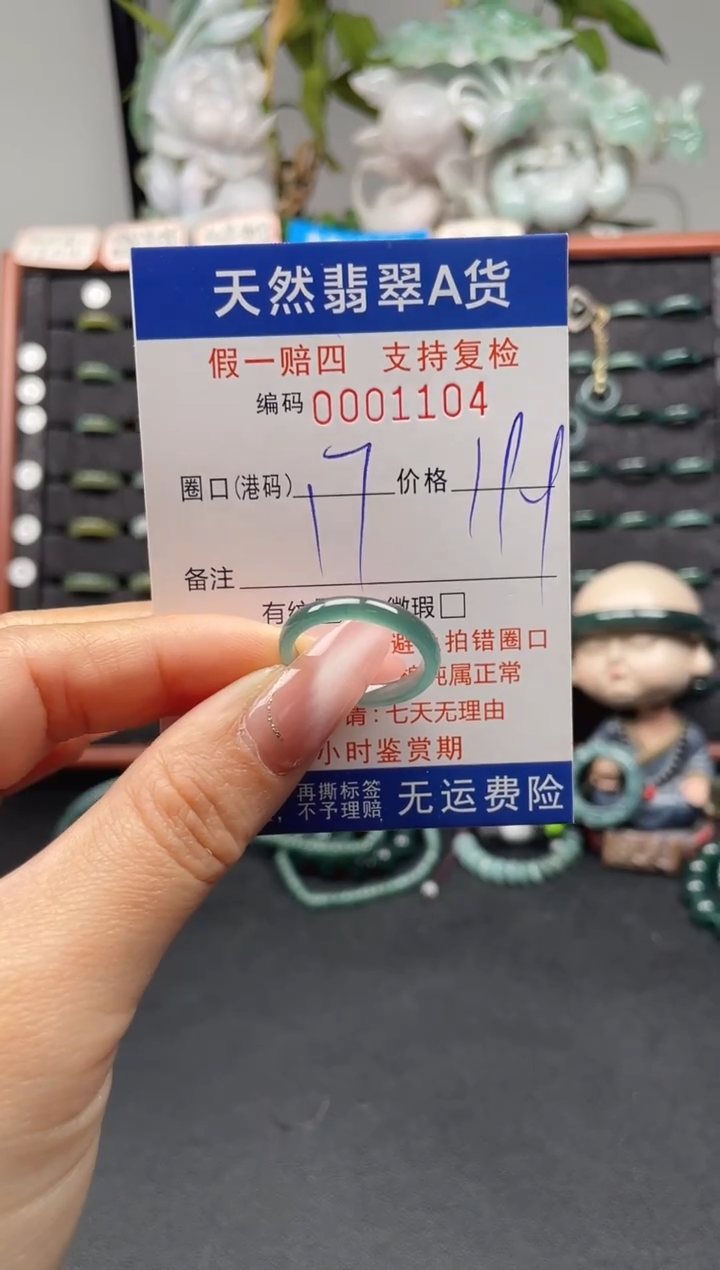 天然翡翠A货
假一赔四 支持复检
编码 0001104
圈口(港码) 17 价格 114
备注
有纹 微瑕□
避 拍错圈口
纯属正常
请：七天无理由
小时鉴赏期
再撕标签
不予理赔 无运费险